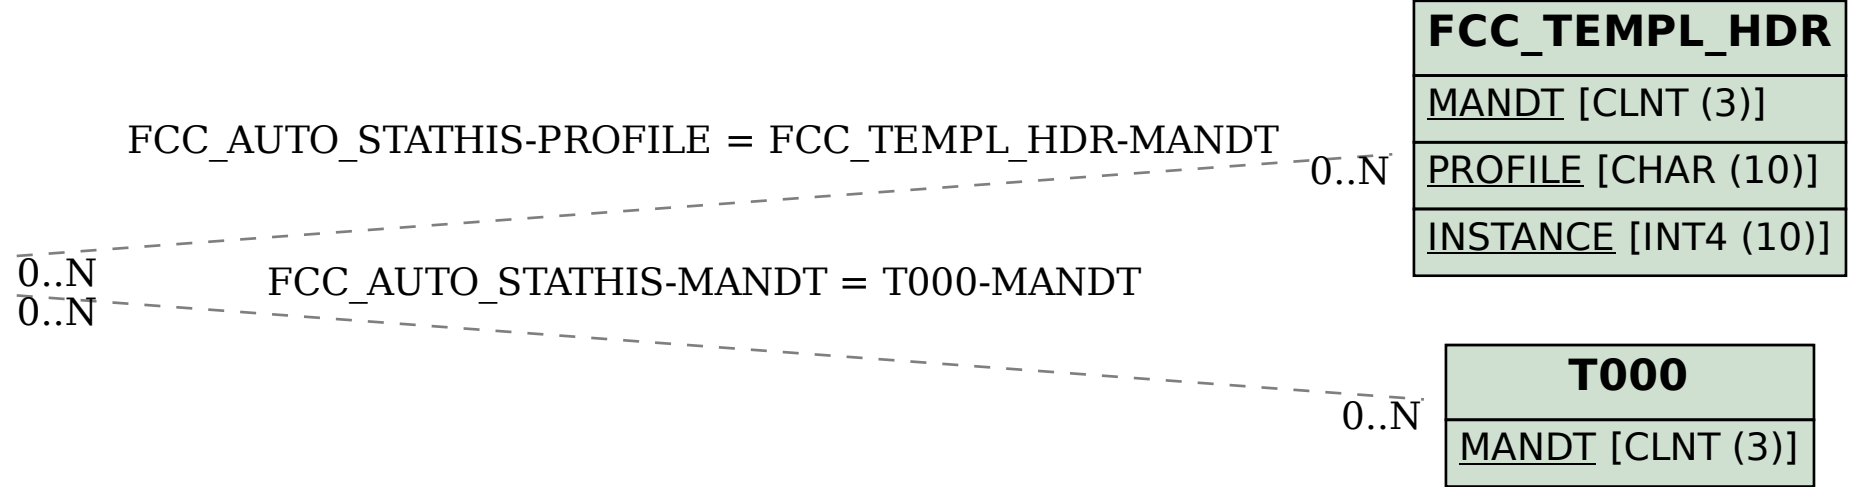 FCC_TEMPL_HDR
MANDT [CLNT (3)]
FCC_AUTO_STATHIS-PROFILE = FCC_TEMPL_HDR-MANDT
0..N
PROFILE [CHAR (10)]
INSTANCE [INT4 (10)]
0..N
FCC_AUTO_STATHIS-MANDT = T000-MANDT
0..N
T000
0..N
MANDT [CLNT (3)]